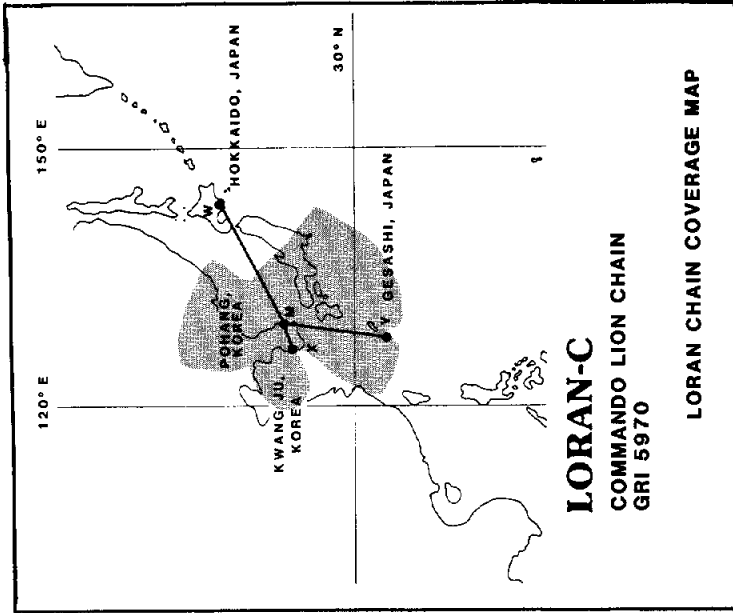 150° E
120° E
30° N
HOKKAIDO, JAPAN
W
POHANG,
KOREA
M
X
KWANG JU,
KOREA
Y GESASHI, JAPAN
LORAN-C
COMMANDO LION CHAIN
GRI 5970
LORAN CHAIN COVERAGE MAP